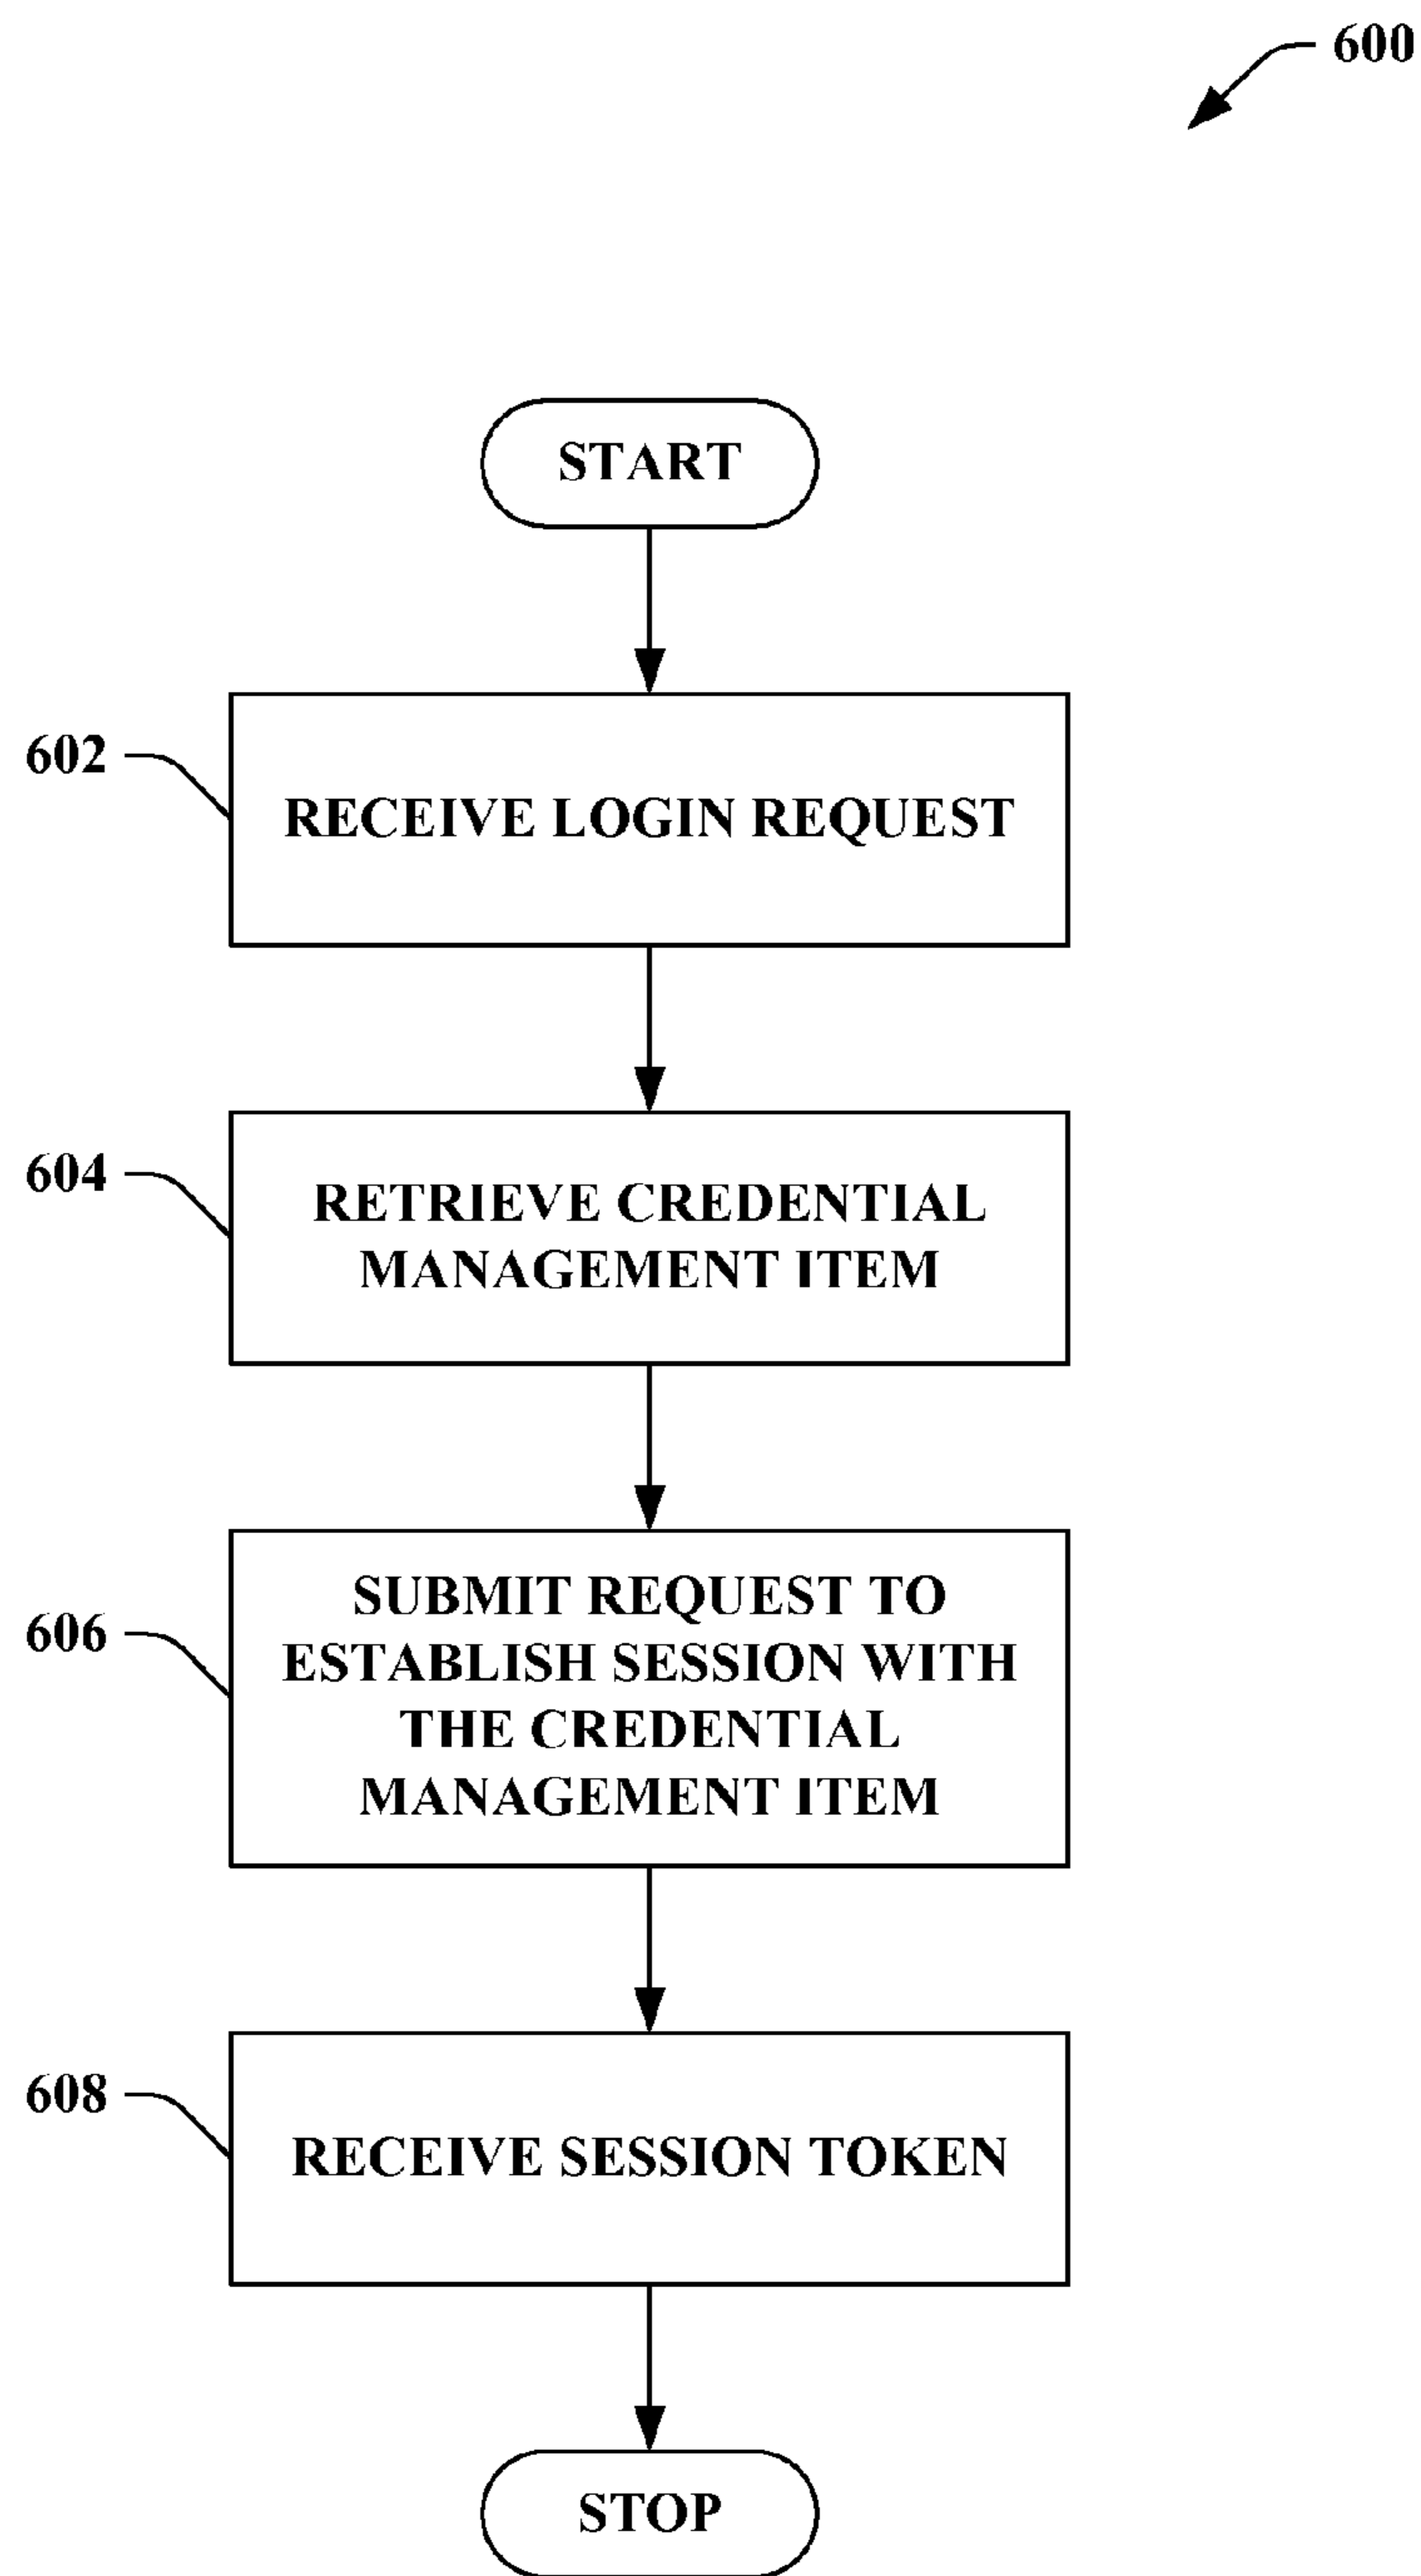 600
START
602
RECEIVE LOGIN REQUEST
604
RETRIEVE CREDENTIAL
MANAGEMENT ITEM
606
SUBMIT REQUEST TO
ESTABLISH SESSION WITH
THE CREDENTIAL
MANAGEMENT ITEM
608
RECEIVE SESSION TOKEN
STOP